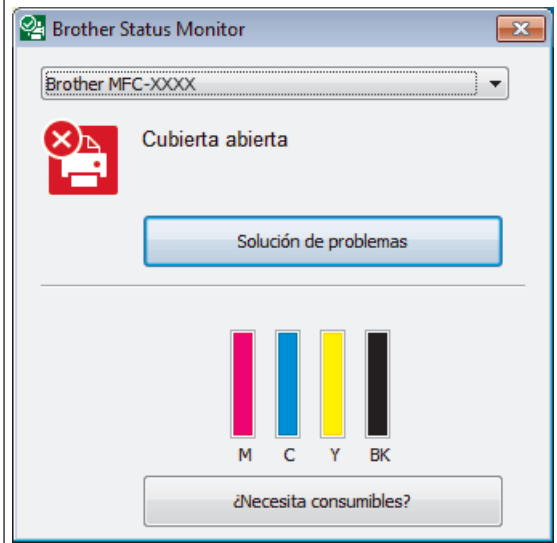 Brother Status Monitor
Brother MFC-XXXX
Cubierta abierta
Solución de problemas
M C Y BK
¿Necesita consumibles?